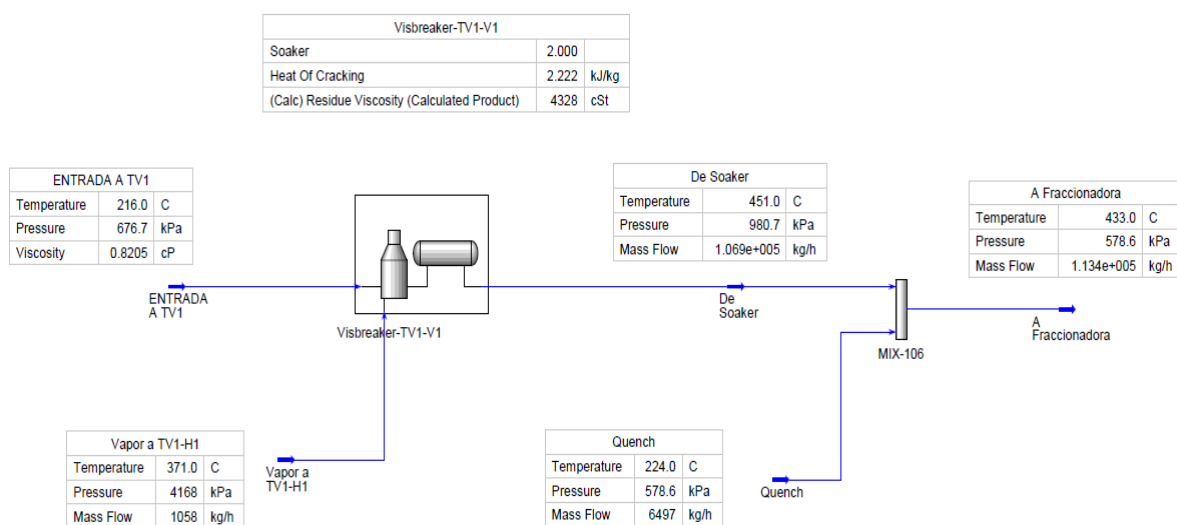 Visbreaker-TV1-V1
Soaker 2.000
Heat Of Cracking 2.222 kJ/kg
(Calc) Residue Viscosity (Calculated Product) 4328 cSt
ENTRADA A TV1
Temperature 216.0 C
Pressure 676.7 kPa
Viscosity 0.8205 cP
De Soaker
Temperature 451.0 C
Pressure 980.7 kPa
Mass Flow 1.069e+005 kg/h
A Fraccionadora
Temperature 433.0 C
Pressure 578.6 kPa
Mass Flow 1.134e+005 kg/h
ENTRADA
A TV1
Visbreaker-TV1-V1
De
Soaker
MIX-106
A
Fraccionadora
Vapor a TV1-H1
Temperature 371.0 C
Pressure 4168 kPa
Mass Flow 1058 kg/h
Vapor a
TV1-H1
Quench
Temperature 224.0 C
Pressure 578.6 kPa
Mass Flow 6497 kg/h
Quench